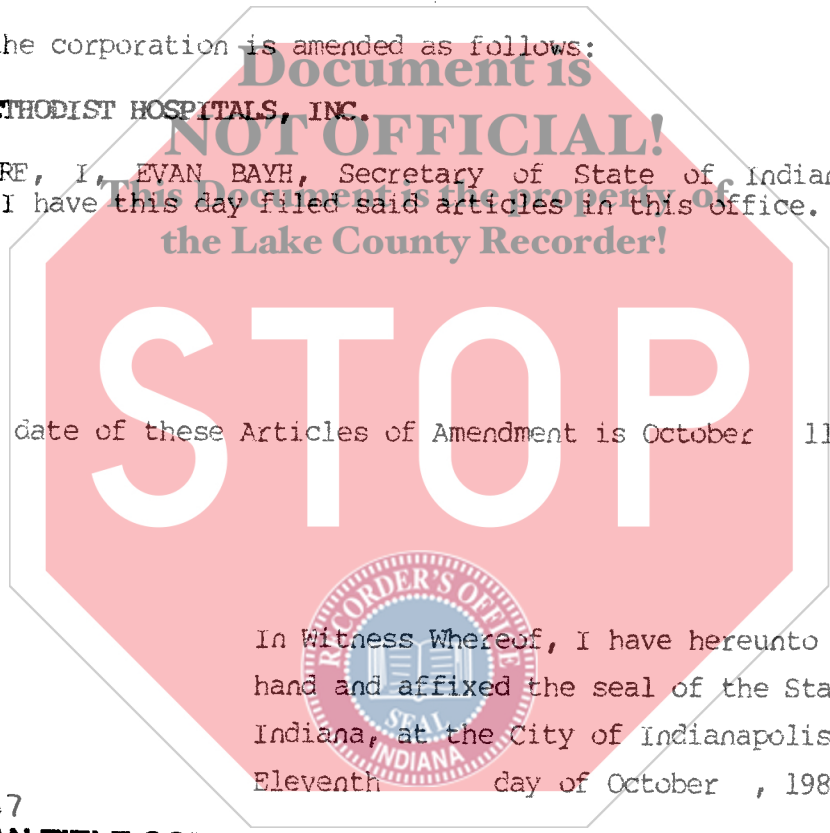 he corporation is amended as follows:
Document is
THODIST HOSPITALS, INC.
NOT OFFICIAL!
RE, I, EVAN BAYH, Secretary of State of Indian
This Document is the property of
I have this day filed said articles in this office.
the Lake County Recorder!
STOP
date of these Articles of Amendment is October 11
RECORDER'S OFFICE
In Witness Whereof, I have hereunto
hand and affixed the seal of the Sta
SEAL
Indiana, at the City of Indianapolis
INDIANA
Eleventh day of October , 198
7